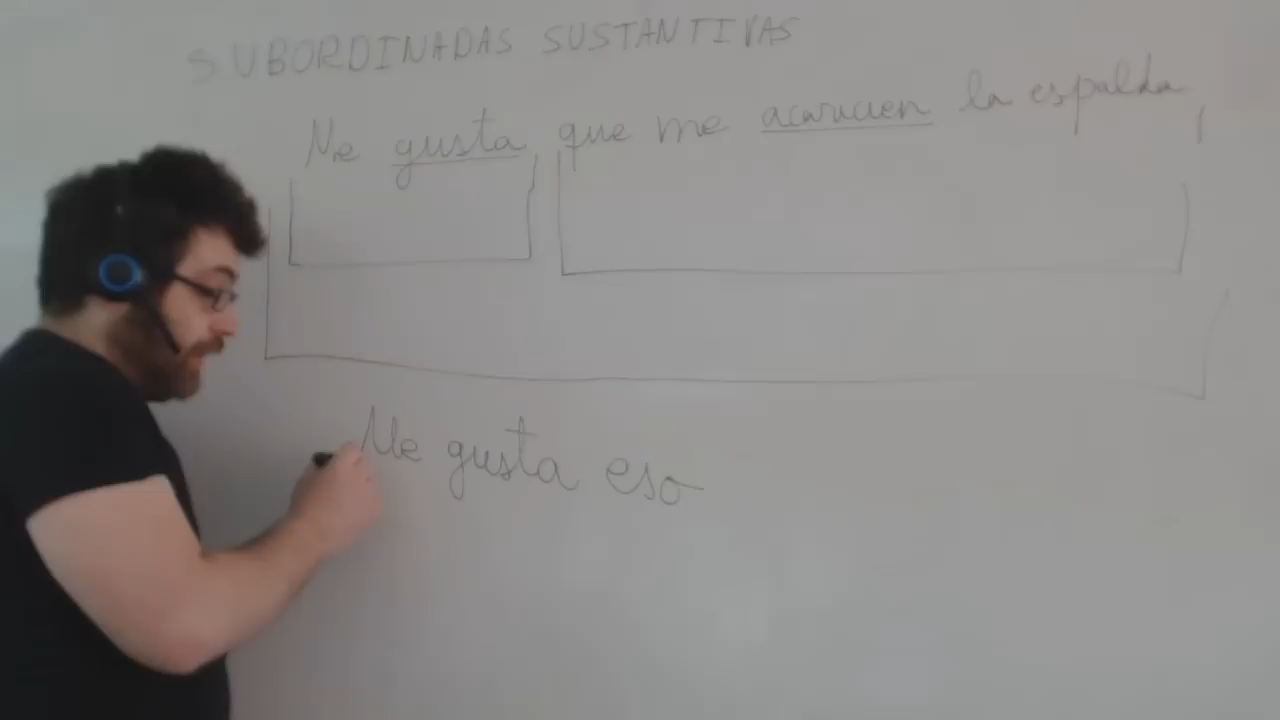 SUBORDINADAS SUSTANTIVAS
Me gusta que me acaricien la espalda
Me gusta eso